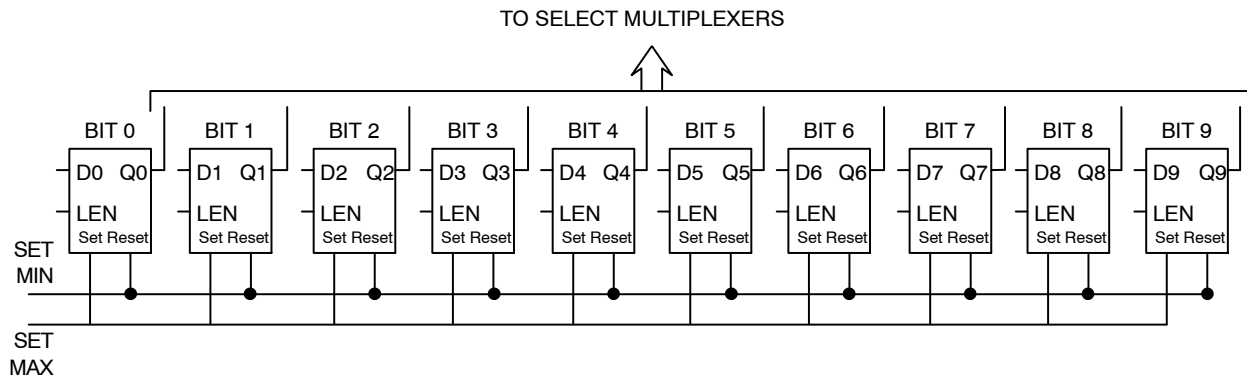 TO SELECT MULTIPLEXERS
BIT 0 BIT 1 BIT 2 BIT 3 BIT 4 BIT 5 BIT 6 BIT 7 BIT 8 BIT 9
D0 Q0 D1 Q1 D2 Q2 D3 Q3 D4 Q4 D5 Q5 D6 Q6 D7 Q7 D8 Q8 D9 Q9
LEN LEN LEN LEN LEN LEN LEN LEN LEN LEN
Set Reset Set Reset Set Reset Set Reset Set Reset Set Reset Set Reset Set Reset Set Reset Set Reset
SET
MIN
SET
MAX